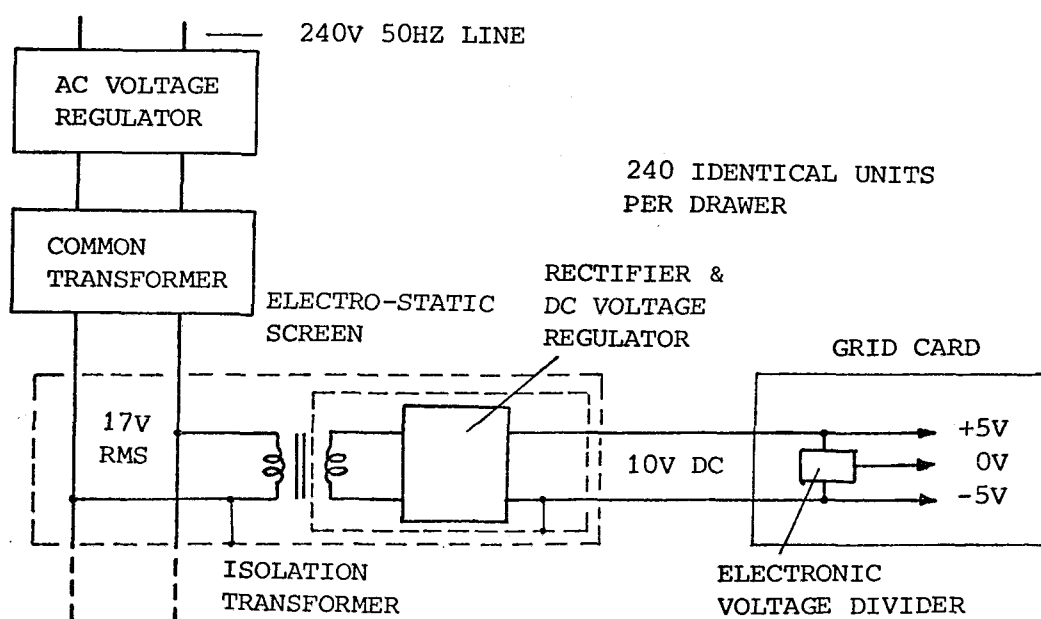 240V 50HZ LINE
AC VOLTAGE
REGULATOR
240 IDENTICAL UNITS
PER DRAWER
COMMON
TRANSFORMER
ELECTRO-STATIC
SCREEN
RECTIFIER &
DC VOLTAGE
REGULATOR
GRID CARD
17V
RMS
10V DC
+5V
0V
-5V
ISOLATION
TRANSFORMER
ELECTRONIC
VOLTAGE DIVIDER